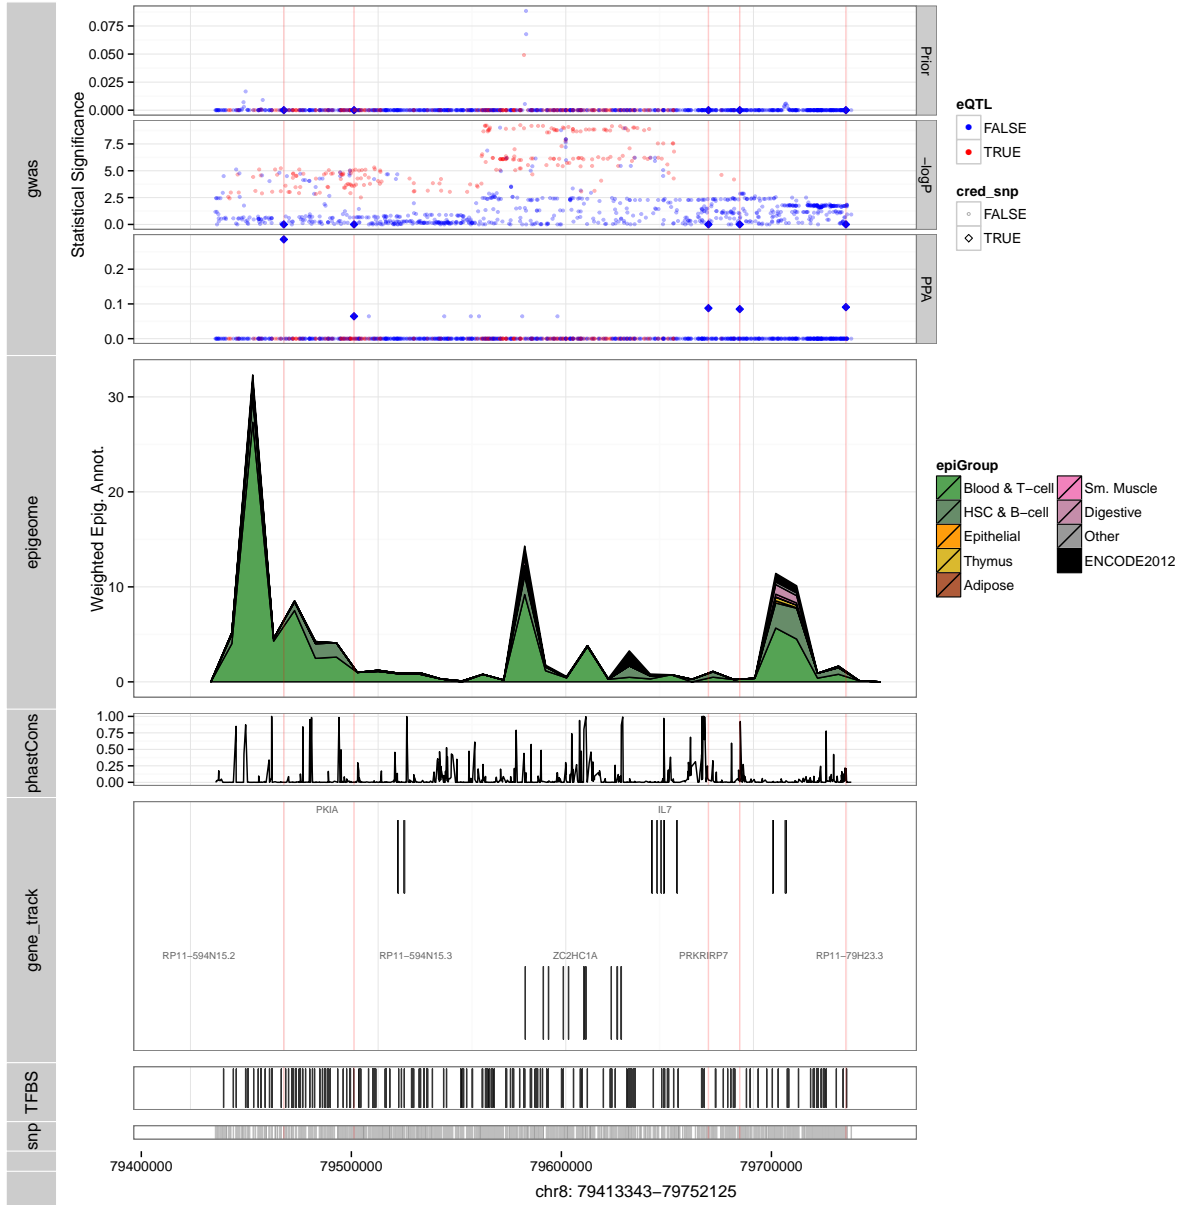 gwas
Statistical Significance
0.075
0.050
0.025
0.000
Prior
7.5
5.0
2.5
0.0
−logP
0.2
0.1
0.0
PPA
eQTL
FALSE
TRUE
cred_snp
FALSE
TRUE
epigeome
Weighted Epig. Annot.
30
20
10
0
epiGroup
Blood & T−cell
HSC & B−cell
Epithelial
Thymus
Adipose
Sm. Muscle
Digestive
Other
ENCODE2012
phastCons
1.00
0.75
0.50
0.25
0.00
gene_track
PKIA
IL7
RP11−594N15.2
RP11−594N15.3
ZC2HC1A
PRKRIRP7
RP11−79H23.3
TFBS
snp
79400000
79500000
79600000
79700000
chr8: 79413343−79752125